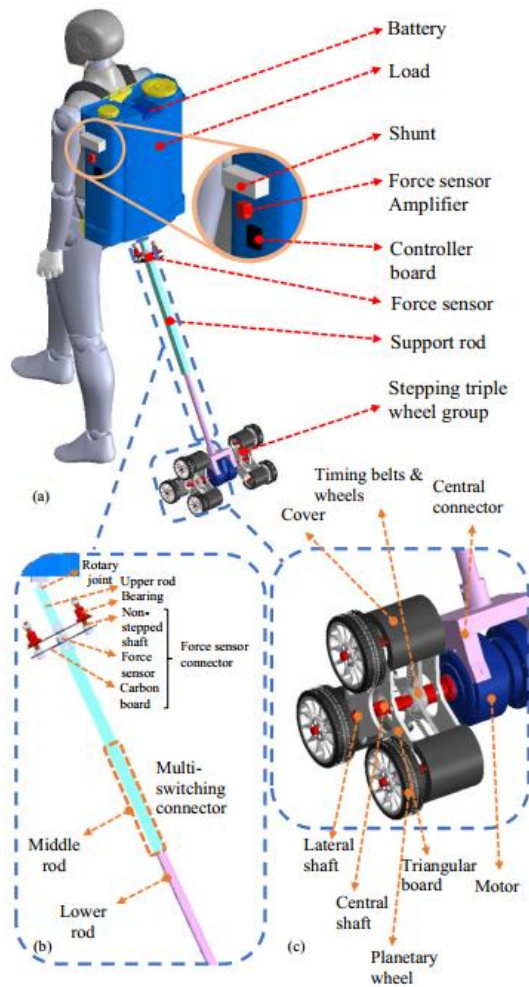 Battery
Load
Shunt
Force sensor
Amplifier
Controller
board
Force sensor
Support rod
Stepping triple
wheel group
(a)
Timing belts &
wheels
Cover
Central
connector
Rotary
joint
Upper rod
Bearing
Non-
stepped
shaft
Force
sensor
Carbon
board
Force sensor
connector
Multi-
switching
connector
Middle
rod
Lower
rod
(b)
Lateral
shaft
Central
shaft
Triangular
board
Motor
Planetary
wheel
(c)